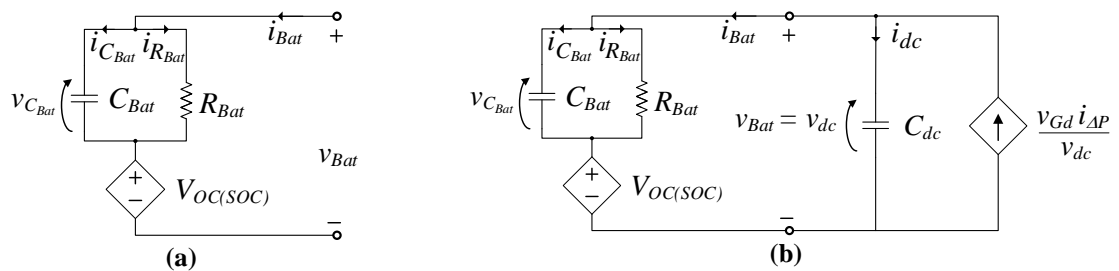 i_Bat
+
i_C_Bat i_R_Bat
v_C_Bat
C_Bat
R_Bat
v_Bat
+
−
V_OC(SOC)
−
(a)
i_Bat
+
i_dc
i_C_Bat i_R_Bat
v_C_Bat
C_Bat
R_Bat
v_Bat = v_dc
C_dc
v_Gd i_ΔP
v_dc
+
−
V_OC(SOC)
−
(b)